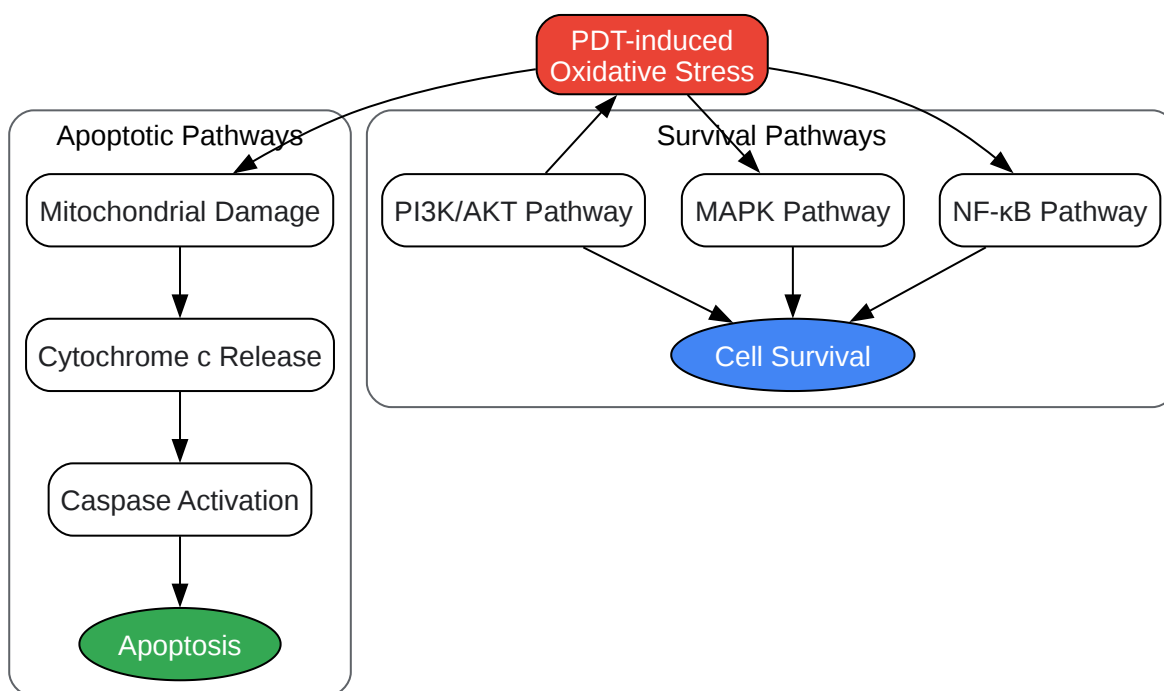 PDT-induced
Oxidative Stress
Apoptotic Pathways
Survival Pathways
Mitochondrial Damage
PI3K/AKT Pathway
MAPK Pathway
NF-κB Pathway
Cytochrome c Release
Cell Survival
Caspase Activation
Apoptosis